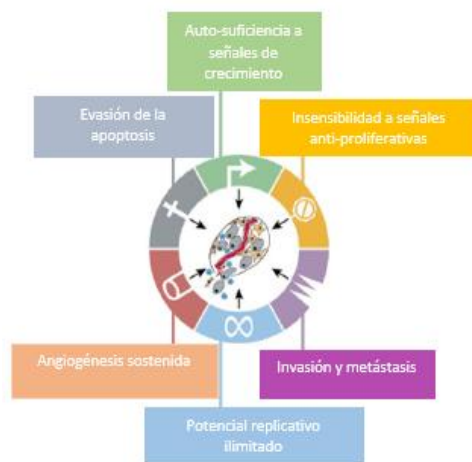 Auto-suficiencia a
señales de
crecimiento
Evasión de la
apoptosis
Insensibilidad a señales
anti-proliferativas
Angiogénesis sostenida
Invasión y metástasis
Potencial replicativo
ilimitado